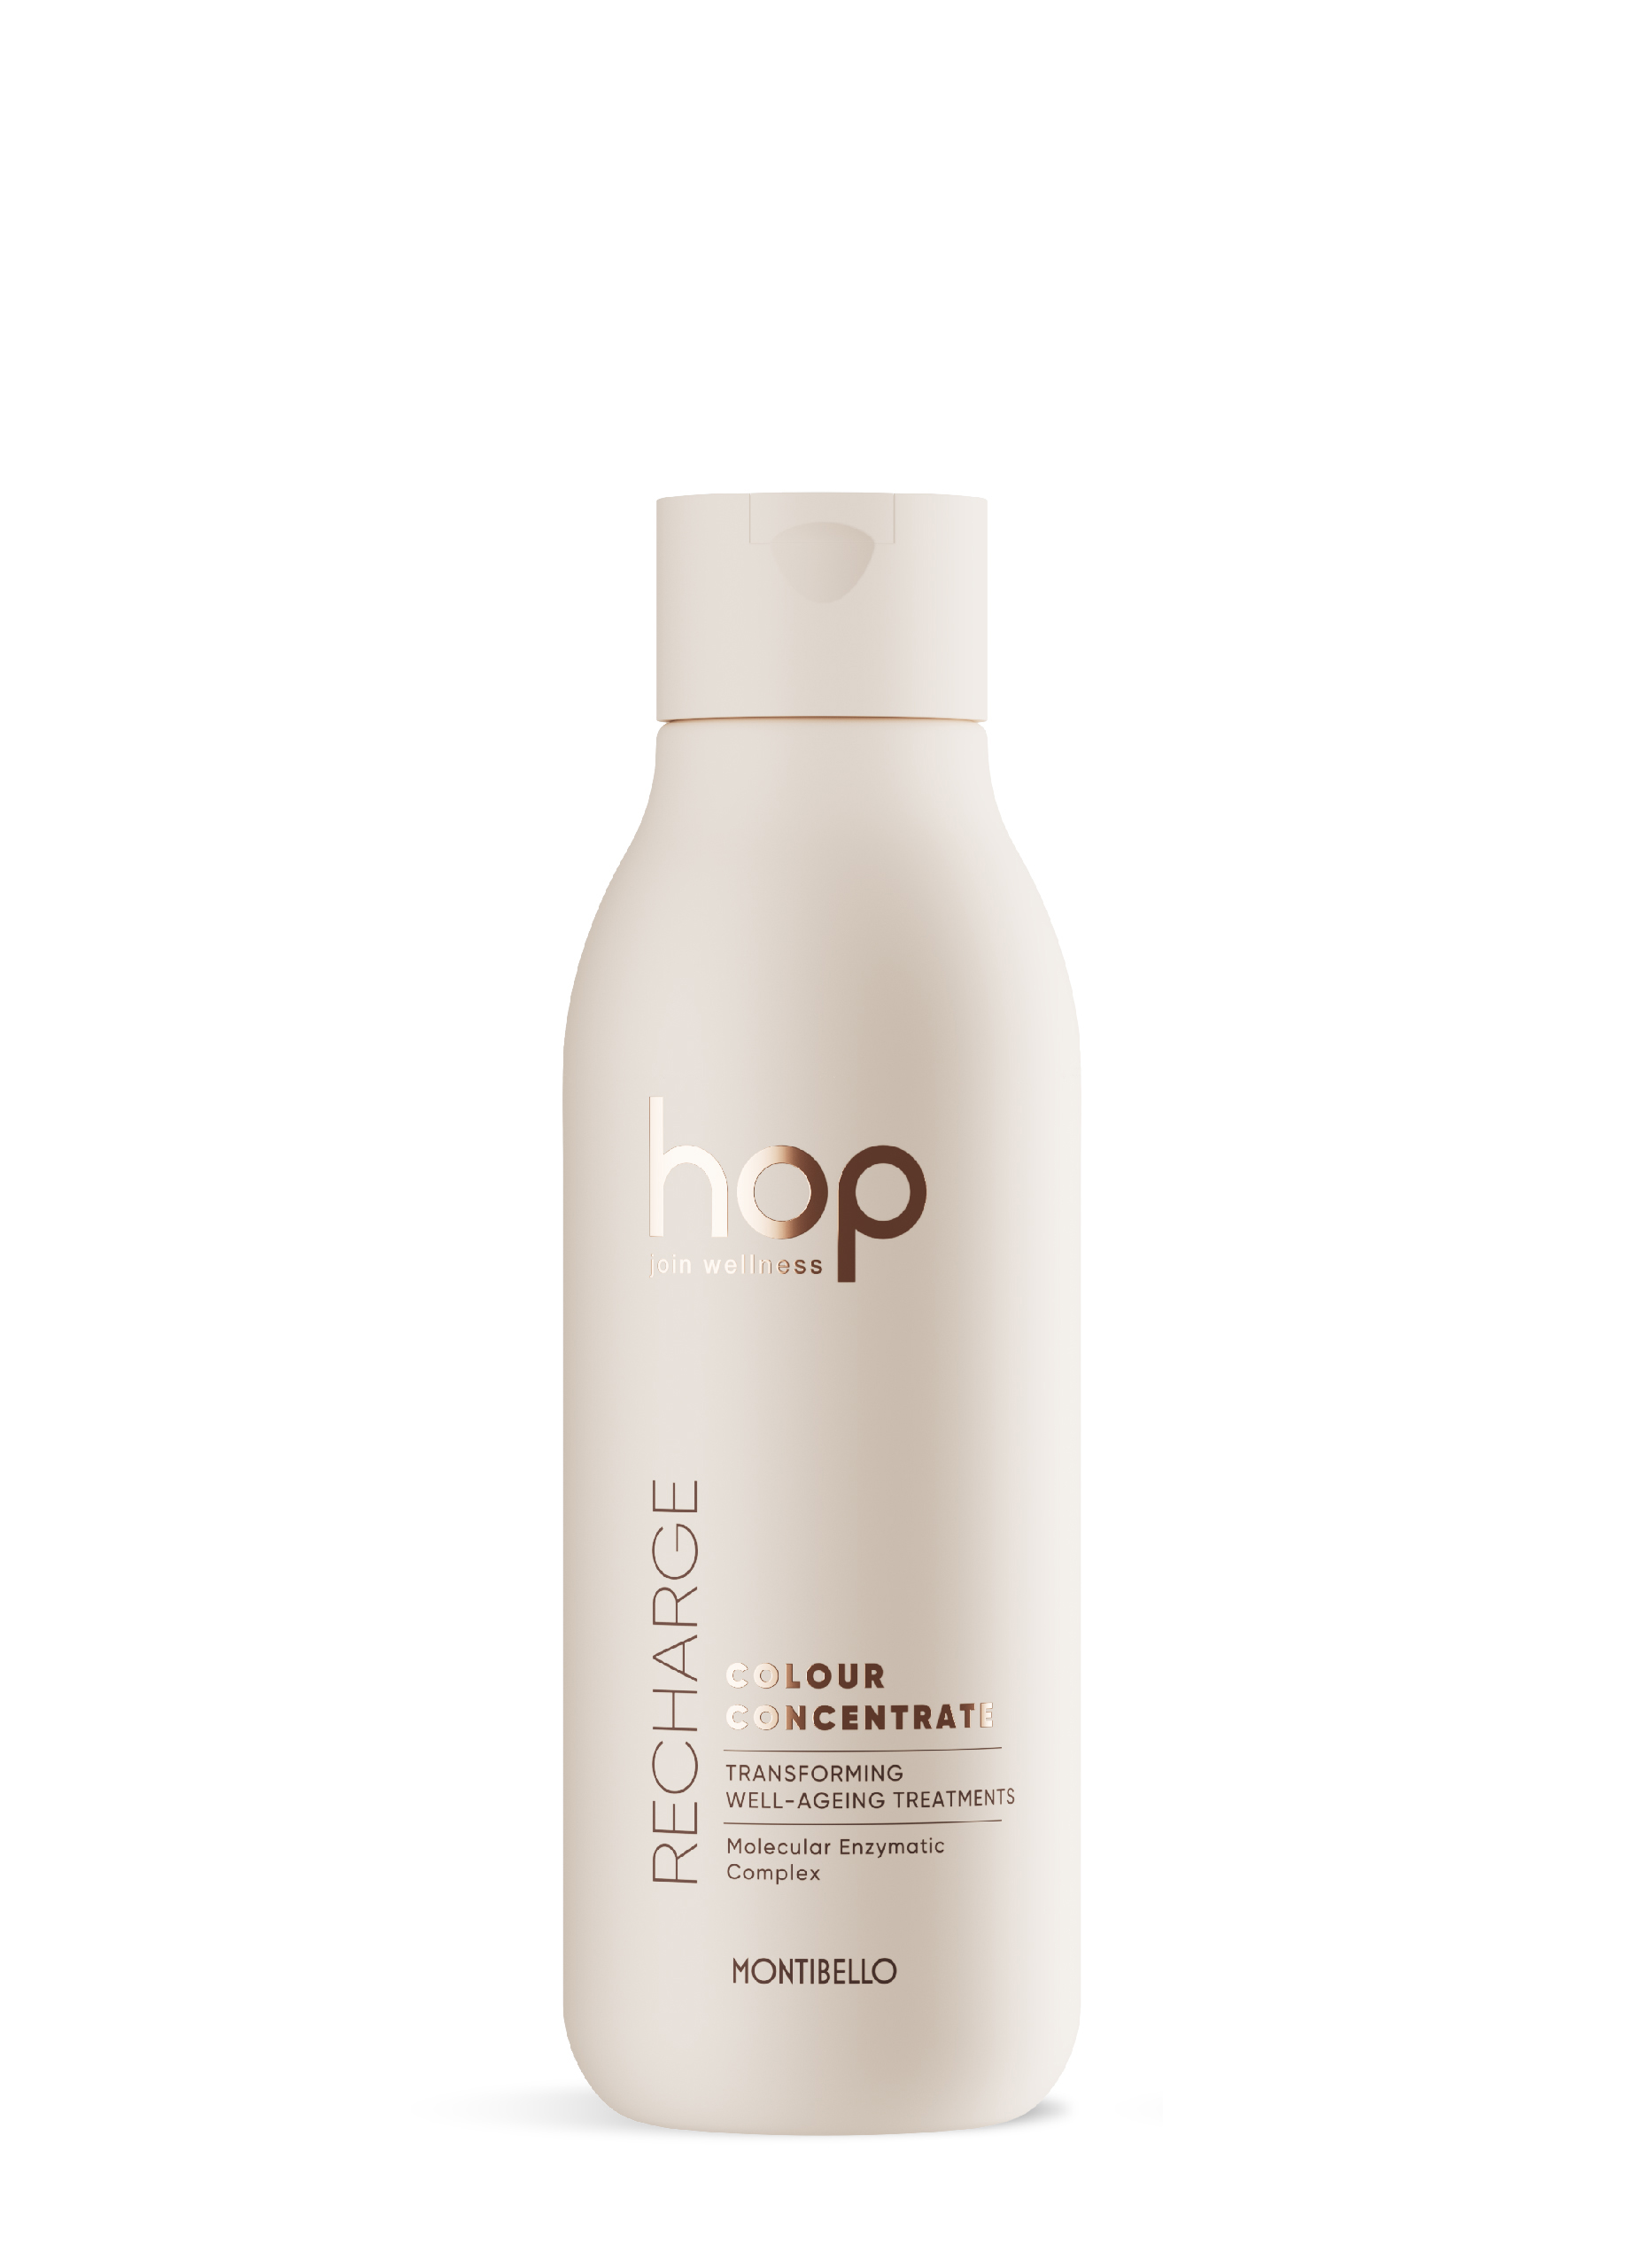 hop
join wellness
RECHARGE
COLOUR
CONCENTRATE
TRANSFORMING
WELL-AGEING TREATMENTS
Molecular Enzymatic
Complex
MONTIBELLO